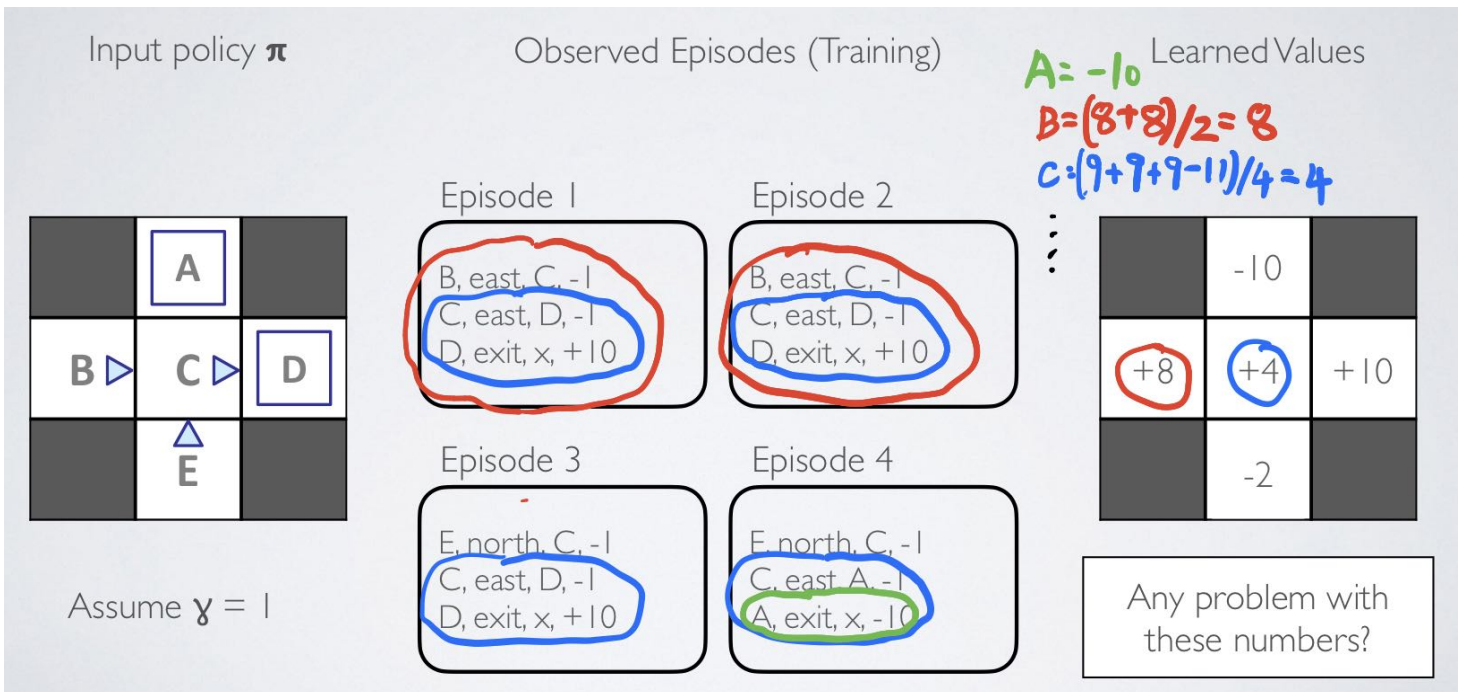 Input policy π
Observed Episodes (Training)
Learned Values
A= -10
B=(8+8)/2=8
C:(9+9+9-11)/4=4
Episode 1
B, east, C, -1
C, east, D, -1
D, exit, x, +10
Episode 2
B, east, C, -1
C, east, D, -1
D, exit, x, +10
A
B
C
D
E
Episode 3
E, north, C, -1
C, east, D, -1
D, exit, x, +10
Episode 4
E, north, C, -1
C, east, A, -1
A, exit, x, -10
-10
+8
+4
+10
-2
Assume γ = 1
Any problem with
these numbers?